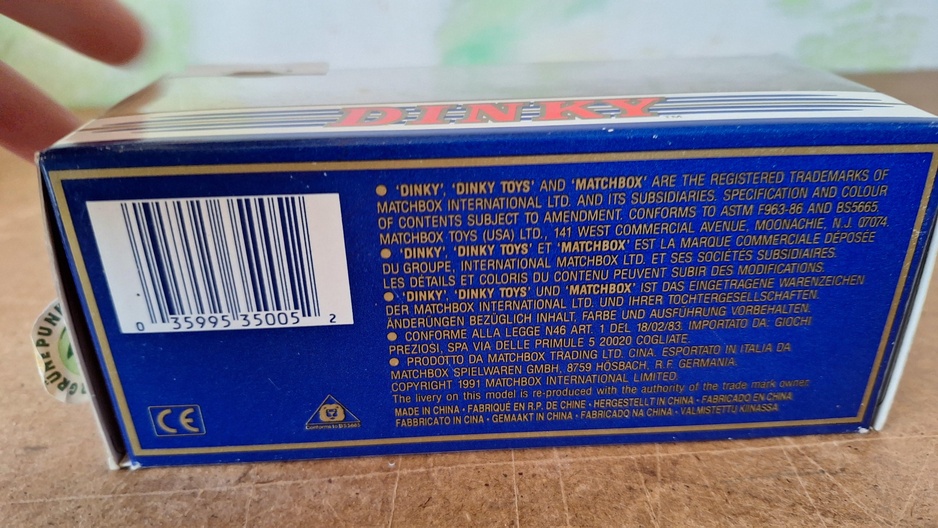 DINKY™
● 'DINKY', 'DINKY TOYS' AND 'MATCHBOX' ARE THE REGISTERED TRADEMARKS OF
MATCHBOX INTERNATIONAL LTD. AND ITS SUBSIDIARIES. SPECIFICATION AND COLOUR
OF CONTENTS SUBJECT TO AMENDMENT. CONFORMS TO ASTM F963-86 AND BS5665.
MATCHBOX TOYS (USA) LTD., 141 WEST COMMERCIAL AVENUE, MOONACHIE, N.J. 07074.
● 'DINKY', 'DINKY TOYS' ET 'MATCHBOX' EST LA MARQUE COMMERCIALE DÉPOSÉE
DU GROUPE, INTERNATIONAL MATCHBOX LTD. ET SES SOCIÉTÉS SUBSIDIAIRES.
LES DÉTAILS ET COLORIS DU CONTENU PEUVENT SUBIR DES MODIFICATIONS.
● 'DINKY', 'DINKY TOYS' UND 'MATCHBOX' IST DAS EINGETRAGENE WARENZEICHEN
DER MATCHBOX INTERNATIONAL LTD. UND IHRER TOCHTERGESELLSCHAFTEN.
ÄNDERÜNGEN BEZÜGLICH INHALT, FARBE UND AUSFÜHRUNG VORBEHALTEN.
● CONFORME ALLA LEGGE N46 ART. 1 DEL 18/02/83. IMPORTATO DA: GIOCHI
PREZIOSI, SPA VIA DELLE PRIMULE 5 20020 COGLIATE.
● PRODOTTO DA MATCHBOX TRADING LTD. CINA. ESPORTATO IN ITALIA DA
MATCHBOX SPIELWAREN GMBH, 8759 HÖSBACH, R.F. GERMANIA.
COPYRIGHT 1991 MATCHBOX INTERNATIONAL LIMITED.
The livery on this model is re-produced with the authority of the trade mark owner.
MADE IN CHINA • FABRIQUÉ EN R.P. DE CHINE • HERGESTELLT IN CHINA • FABRICADO EN CHINA
FABBRICATO IN CINA • GEMAAKT IN CHINA • FABRICADO NA CHINA • VALMISTETTU KIINASSA
0 35995 35005 2
CE
Conforms to BS5665
GRÜNE PUN